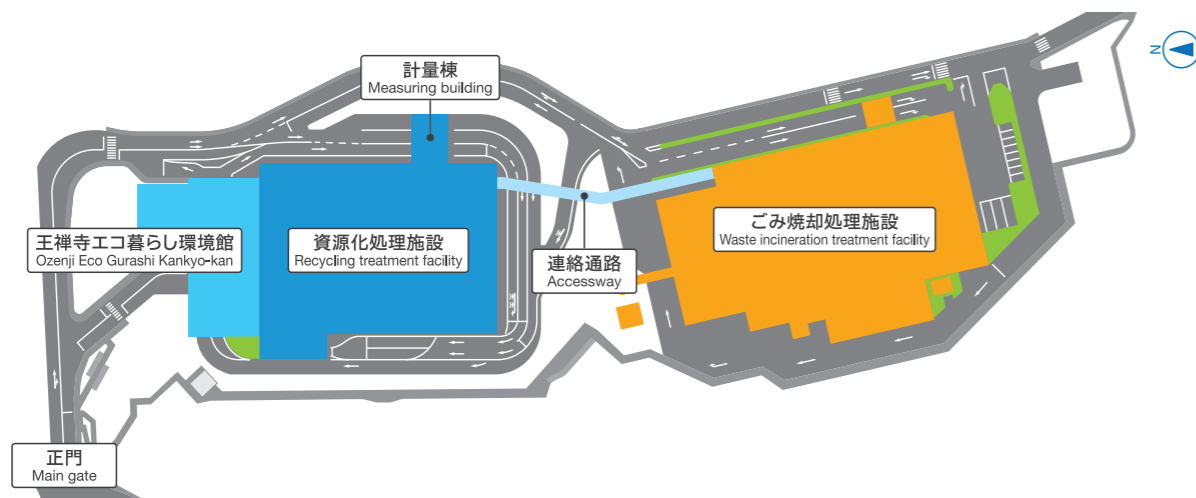 計量棟
Measuring building
N
王禅寺エコ暮らし環境館
Ozenji Eco Gurashi Kankyo-kan
資源化処理施設
Recycling treatment facility
連絡通路
Accessway
ごみ焼却処理施設
Waste incineration treatment facility
正門
Main gate